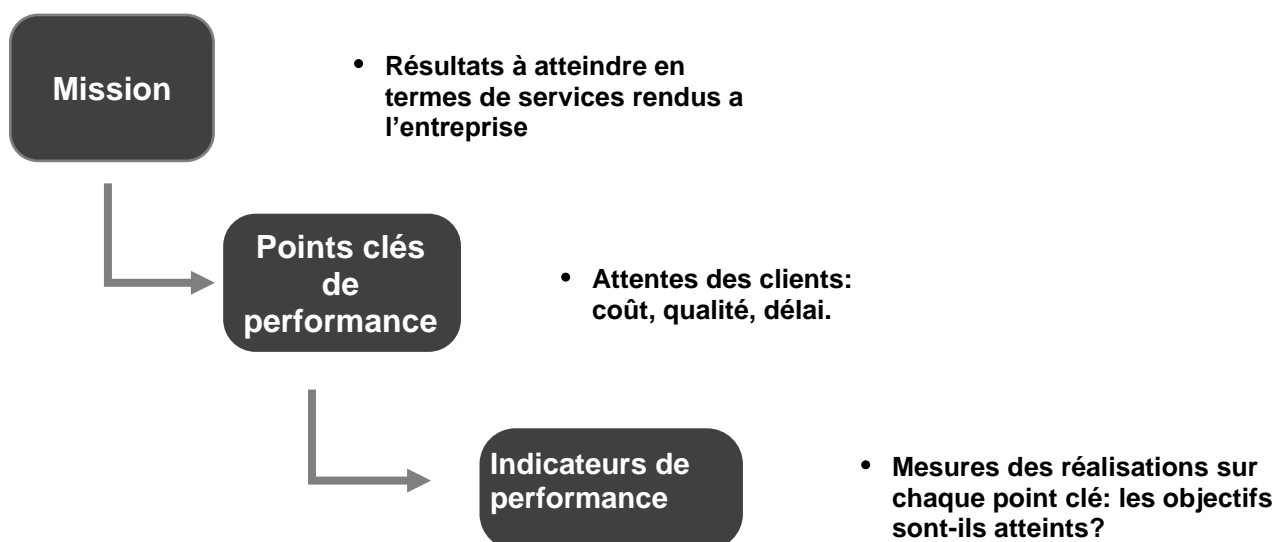 Mission
• Résultats à atteindre en
termes de services rendus a
l’entreprise
Points clés
de
performance
• Attentes des clients:
coût, qualité, délai.
Indicateurs de
performance
• Mesures des réalisations sur
chaque point clé: les objectifs
sont-ils atteints?